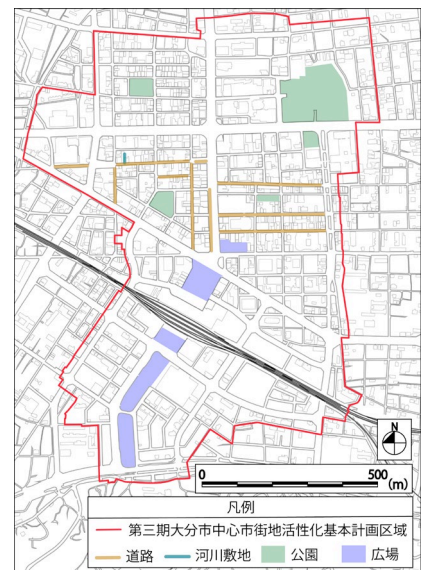 N
0 500
(m)
凡例
第三期大分市中心市街地活性化基本計画区域
道路 河川敷地 公園 広場